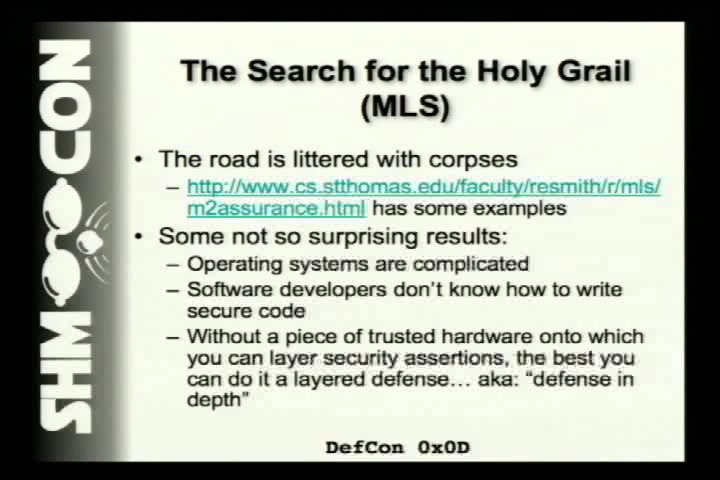 The Search for the Holy Grail
(MLS)
• The road is littered with corpses
– http://www.cs.stthomas.edu/faculty/resmith/r/mls/
m2assurance.html has some examples
• Some not so surprising results:
– Operating systems are complicated
– Software developers don't know how to write
secure code
– Without a piece of trusted hardware onto which
you can layer security assertions, the best you
can do it a layered defense… aka: “defense in
depth”
DefCon 0x0D
SHMCON